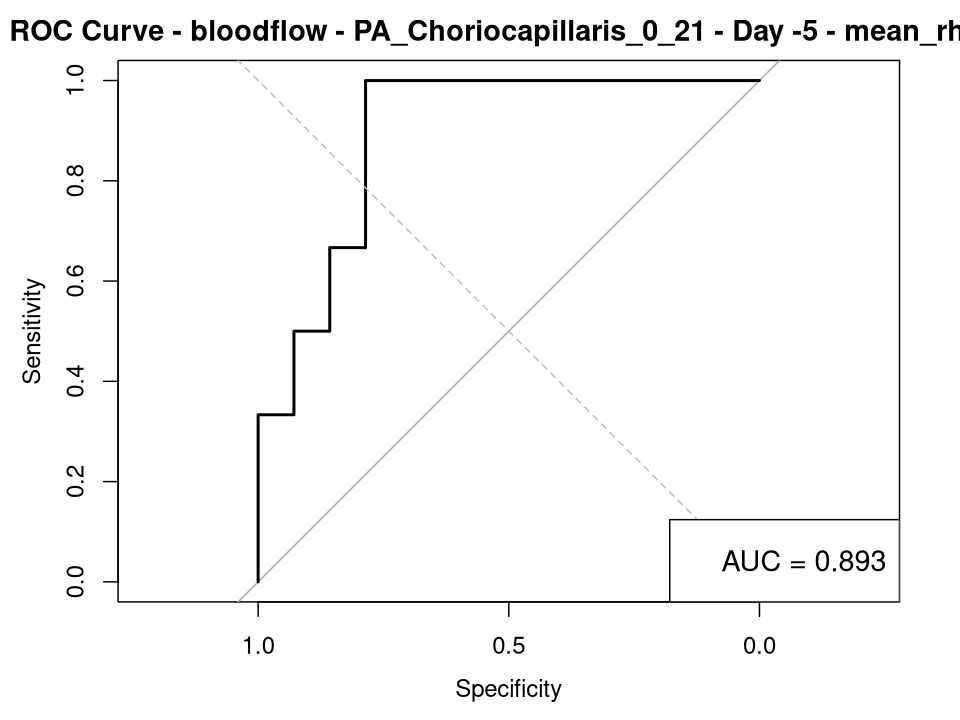 ROC Curve - bloodflow - PA_Choriocapillaris_0_21 - Day -5 - mean_rh
1.0
0.8
0.6
0.4
0.2
0.0
Sensitivity
AUC = 0.893
1.0 0.5 0.0
Specificity